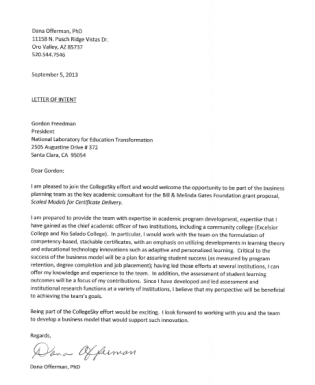 Dana Offerman, PhD
11158 N. Pusch Ridge Vistas Dr.
Oro Valley, AZ 85737
520.544.7546
September 5, 2013
LETTER OF INTENT
Gordon Freedman
President
National Laboratory for Education Transformation
2505 Augustine Drive # 372
Santa Clara, CA 95054
Dear Gordon:
I am pleased to join the CollegeSky effort and would welcome the opportunity to be part of the business
planning team as the key academic consultant for the Bill & Melinda Gates Foundation grant proposal,
Scaled Models for Certificate Delivery.
I am prepared to provide the team with expertise in academic program development, expertise that I
have gained as the chief academic officer of two institutions, including a community college (Excelsior
College and Rio Salado College). In particular, I would work with the team on the formulation of
competency-based, stackable certificates, with an emphasis on utilizing developments in learning theory
and educational technology innovations such as adaptive and personalized learning. Critical to the
success of the business model will be a plan for assuring student success (as measured by program
retention, degree completion and job placement); having led those efforts at several institutions, I can
offer my knowledge and experience to the team. In addition, the assessment of student learning
outcomes will be a focus of my contributions. Since I have developed and led assessment and
institutional research functions at a variety of institutions, I believe that my perspective will be beneficial
to achieving the team's goals.
Being part of the CollegeSky effort would be exciting. I look forward to working with you and the team
to develop a business model that would support such innovation.
Regards,
Dana Offerman
Dana Offerman, PhD